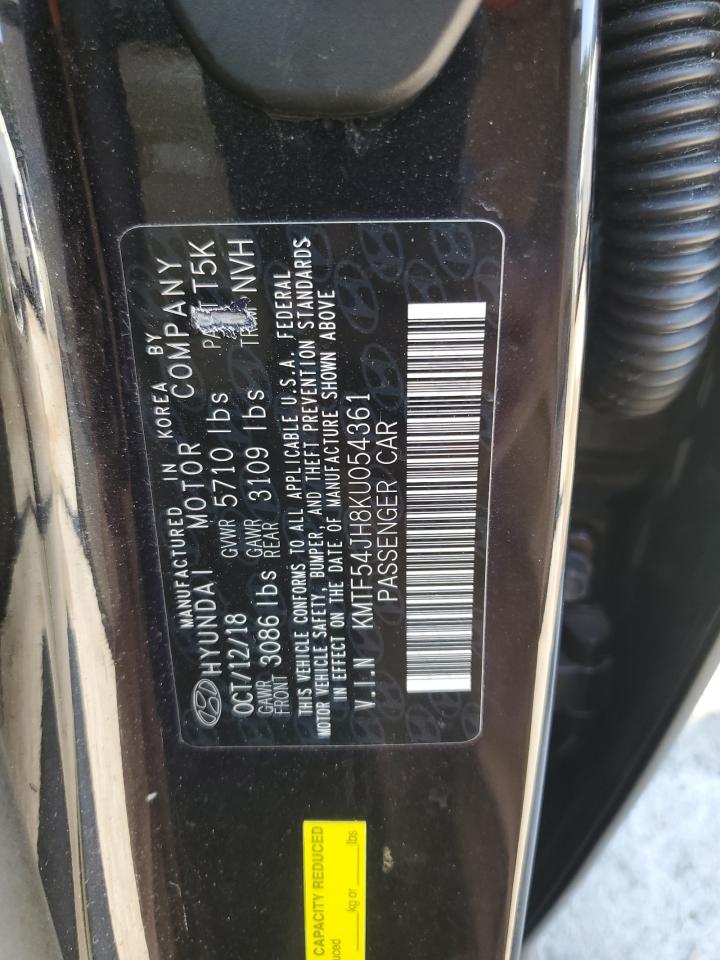 MANUFACTURED IN KOREA BY
HYUNDAI MOTOR COMPANY
OCT/12/18 GVWR 5710 lbs PAINT T5K
GAWR FRONT 3086 lbs GAWR REAR 3109 lbs TRIM NVH
THIS VEHICLE CONFORMS TO ALL APPLICABLE U.S.A. FEDERAL
MOTOR VEHICLE SAFETY, BUMPER, AND THEFT PREVENTION STANDARDS
IN EFFECT ON THE DATE OF MANUFACTURE SHOWN ABOVE
V.I.N KMTF54JH8KU054361
PASSENGER CAR
CAPACITY REDUCED
kg or lbs